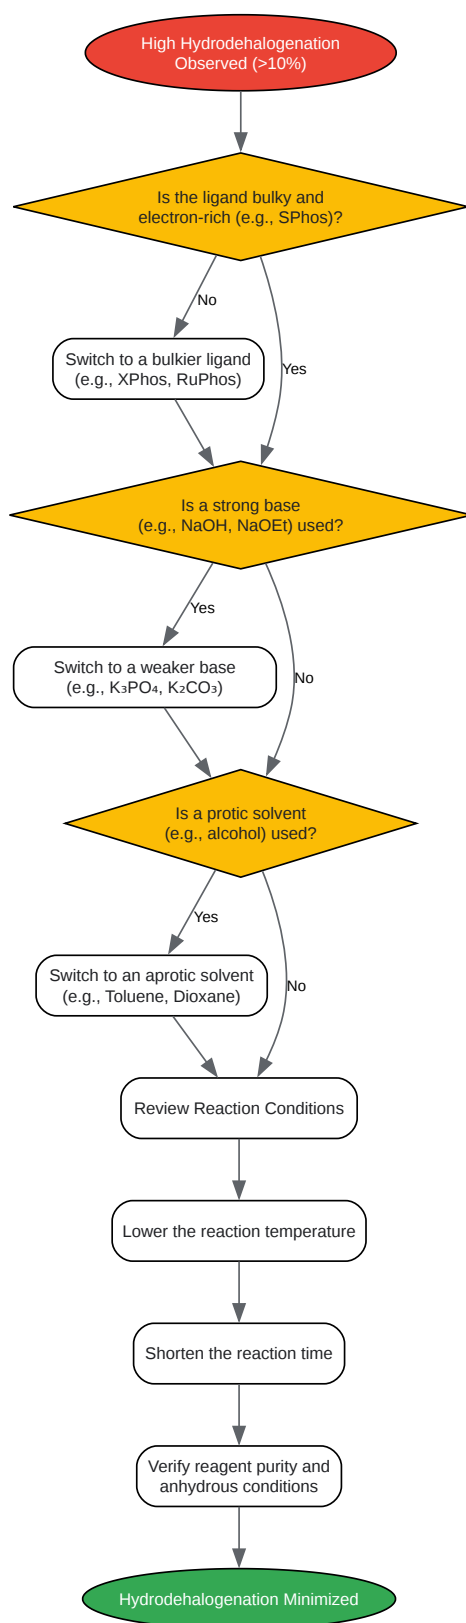 High Hydrodehalogenation
Observed (>10%)
Is the ligand bulky and
electron-rich (e.g., SPhos)?
No
Switch to a bulkier ligand
(e.g., XPhos, RuPhos)
Yes
Is a strong base
(e.g., NaOH, NaOEt) used?
Yes
Switch to a weaker base
(e.g., K₃PO₄, K₂CO₃)
No
Is a protic solvent
(e.g., alcohol) used?
Yes
Switch to an aprotic solvent
(e.g., Toluene, Dioxane)
No
Review Reaction Conditions
Lower the reaction temperature
Shorten the reaction time
Verify reagent purity and
anhydrous conditions
Hydrodehalogenation Minimized